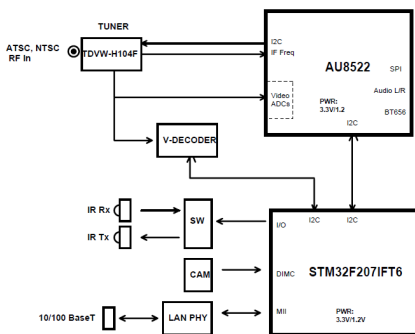 TUNER
ATSC, NTSC
RF In
TDVW-H104F
I2C
IF Freq
AU8522
SPI
Video
ADCs
PWR:
3.3V/1.2
Audio L/R
BT656
I2C
V-DECODER
IR Rx
IR Tx
SW
I/O
I2C
I2C
STM32F207IFT6
CAM
DIMC
10/100 BaseT
LAN PHY
MII
PWR:
3.3V/1.2V